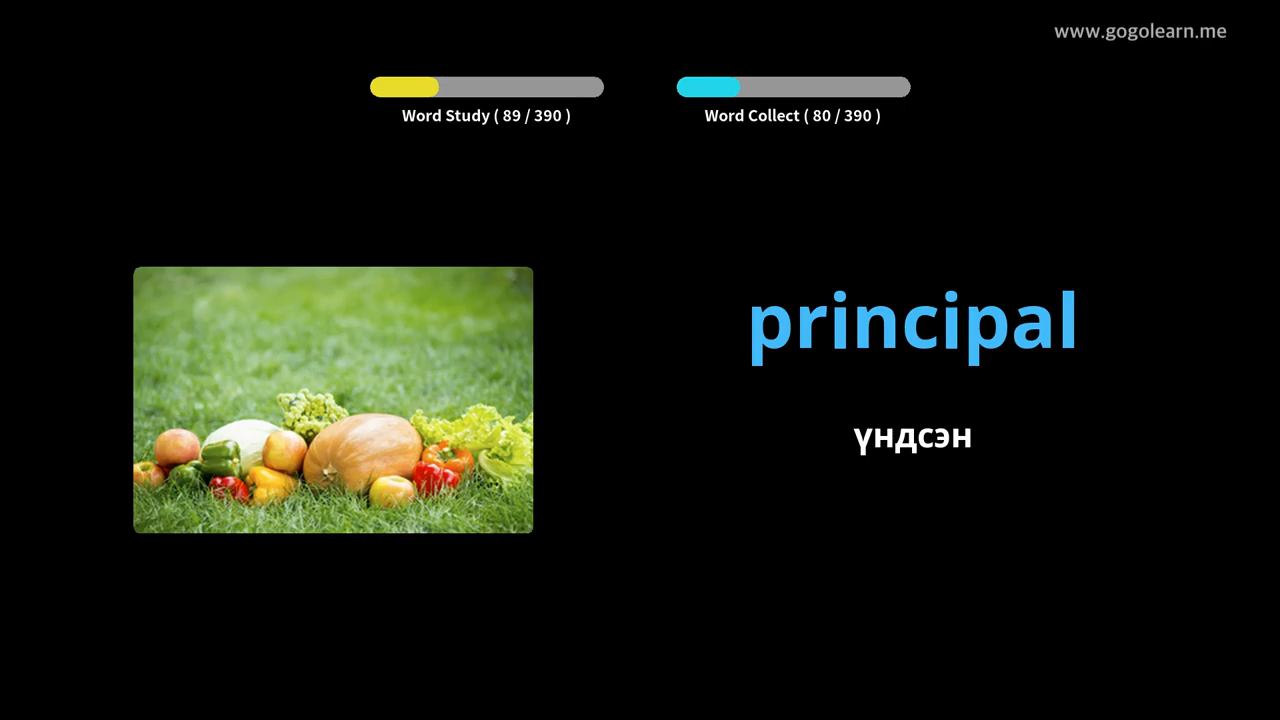 www.gogolearn.me
Word Study ( 89 / 390 )
Word Collect ( 80 / 390 )
principal
үндсэн